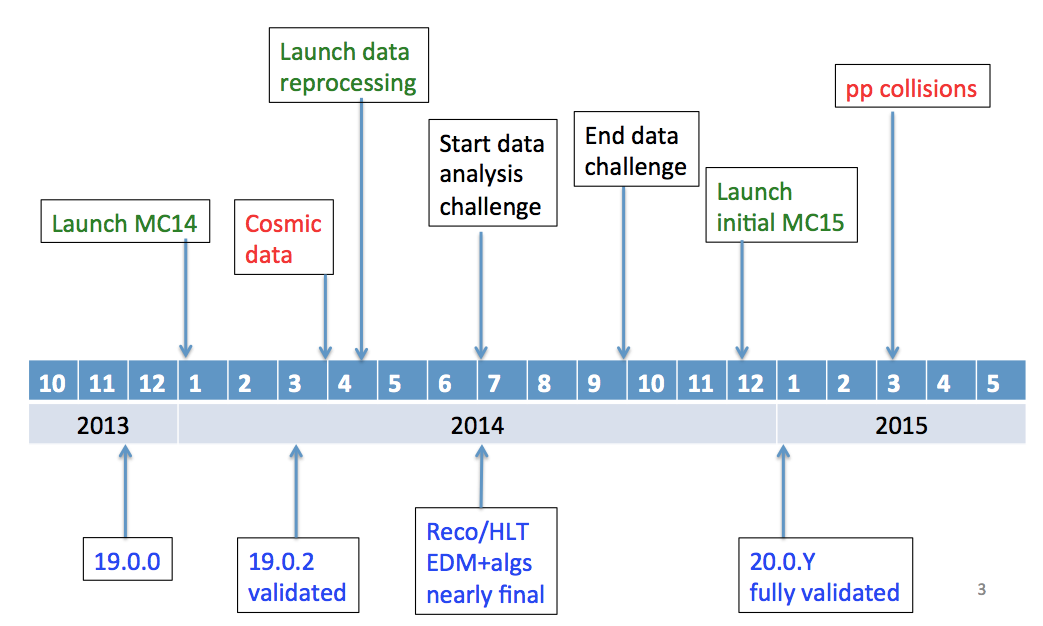 Launch data
reprocessing
pp collisions
Start data
analysis
challenge
End data
challenge
Launch
initial MC15
Launch MC14
Cosmic
data
10 11 12 1 2 3 4 5 6 7 8 9 10 11 12 1 2 3 4 5
2013 2014 2015
19.0.0
19.0.2
validated
Reco/HLT
EDM+algs
nearly final
20.0.Y
fully validated
3